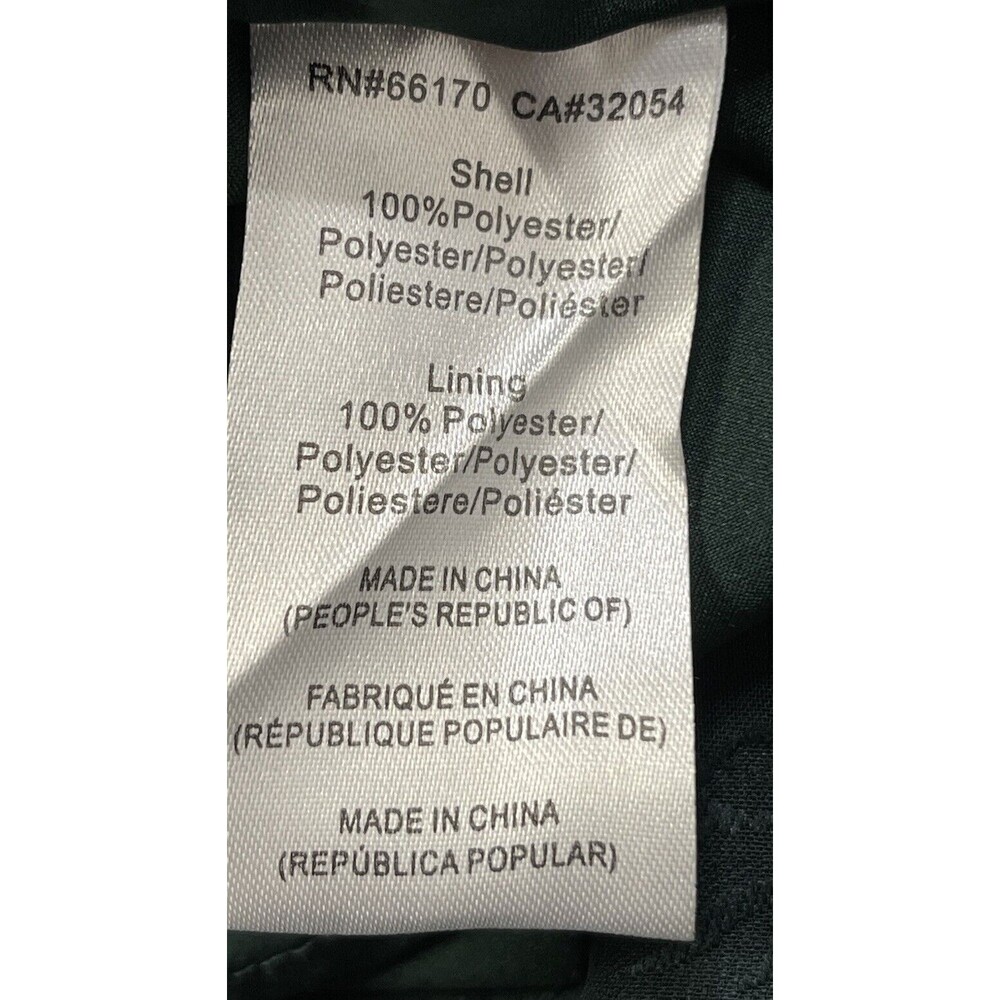 RN#66170 CA#32054
Shell
100%Polyester/
Polyester/Polyester/
Poliestere/Poliéster
Lining
100% Polyester/
Polyester/Polyester/
Poliestere/Poliéster
MADE IN CHINA
(PEOPLE'S REPUBLIC OF)
FABRIQUÉ EN CHINA
(RÉPUBLIQUE POPULAIRE DE)
MADE IN CHINA
(REPÚBLICA POPULAR)